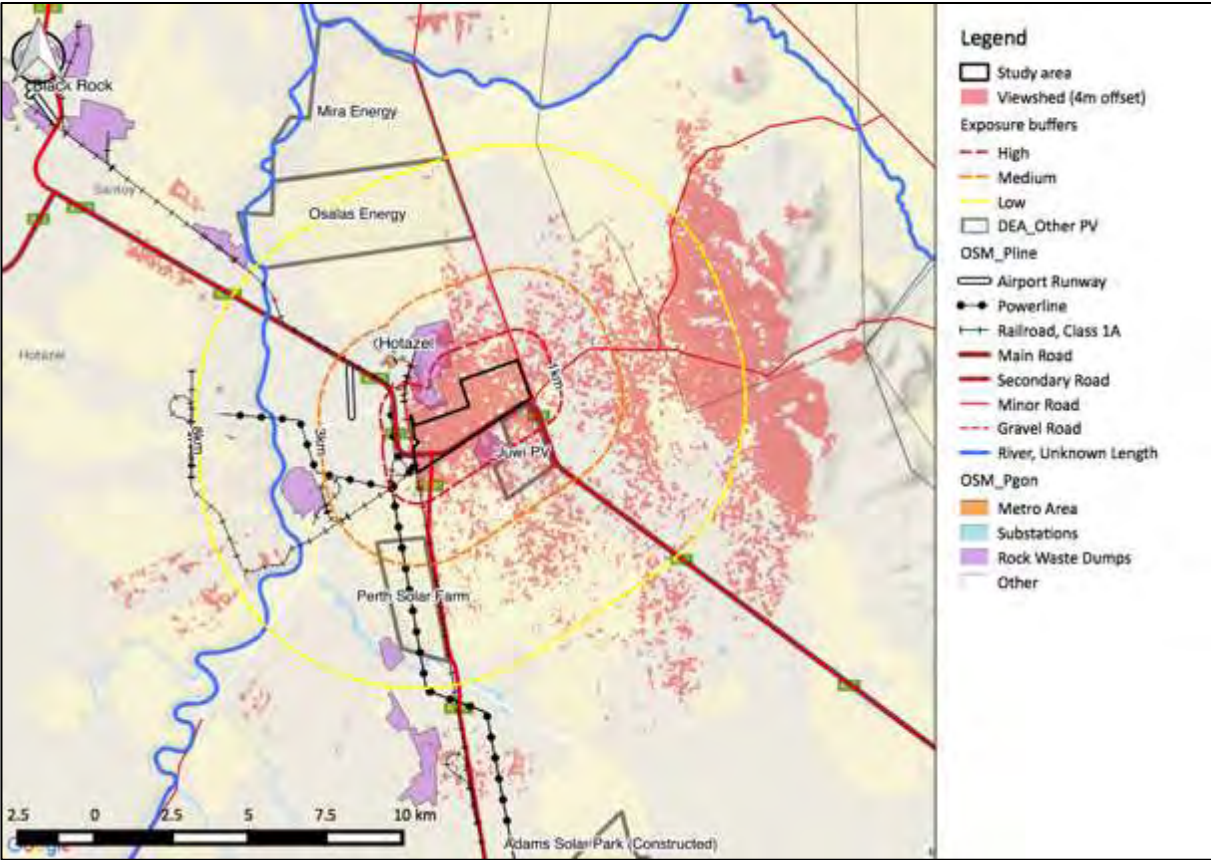 Black Rock
Santoy
Mira Energy
Osalas Energy
Hotazel
Hotazel
1km
3km
Juwi PV
Perth Solar Farm
Adams Solar Park (Constructed)
2.5 0 2.5 5 7.5 10 km
Google
Legend
Study area
Viewshed (4m offset)
Exposure buffers
High
Medium
Low
DEA_Other PV
OSM_Pline
Airport Runway
Powerline
Railroad, Class 1A
Main Road
Secondary Road
Minor Road
Gravel Road
River, Unknown Length
OSM_Pgon
Metro Area
Substations
Rock Waste Dumps
Other